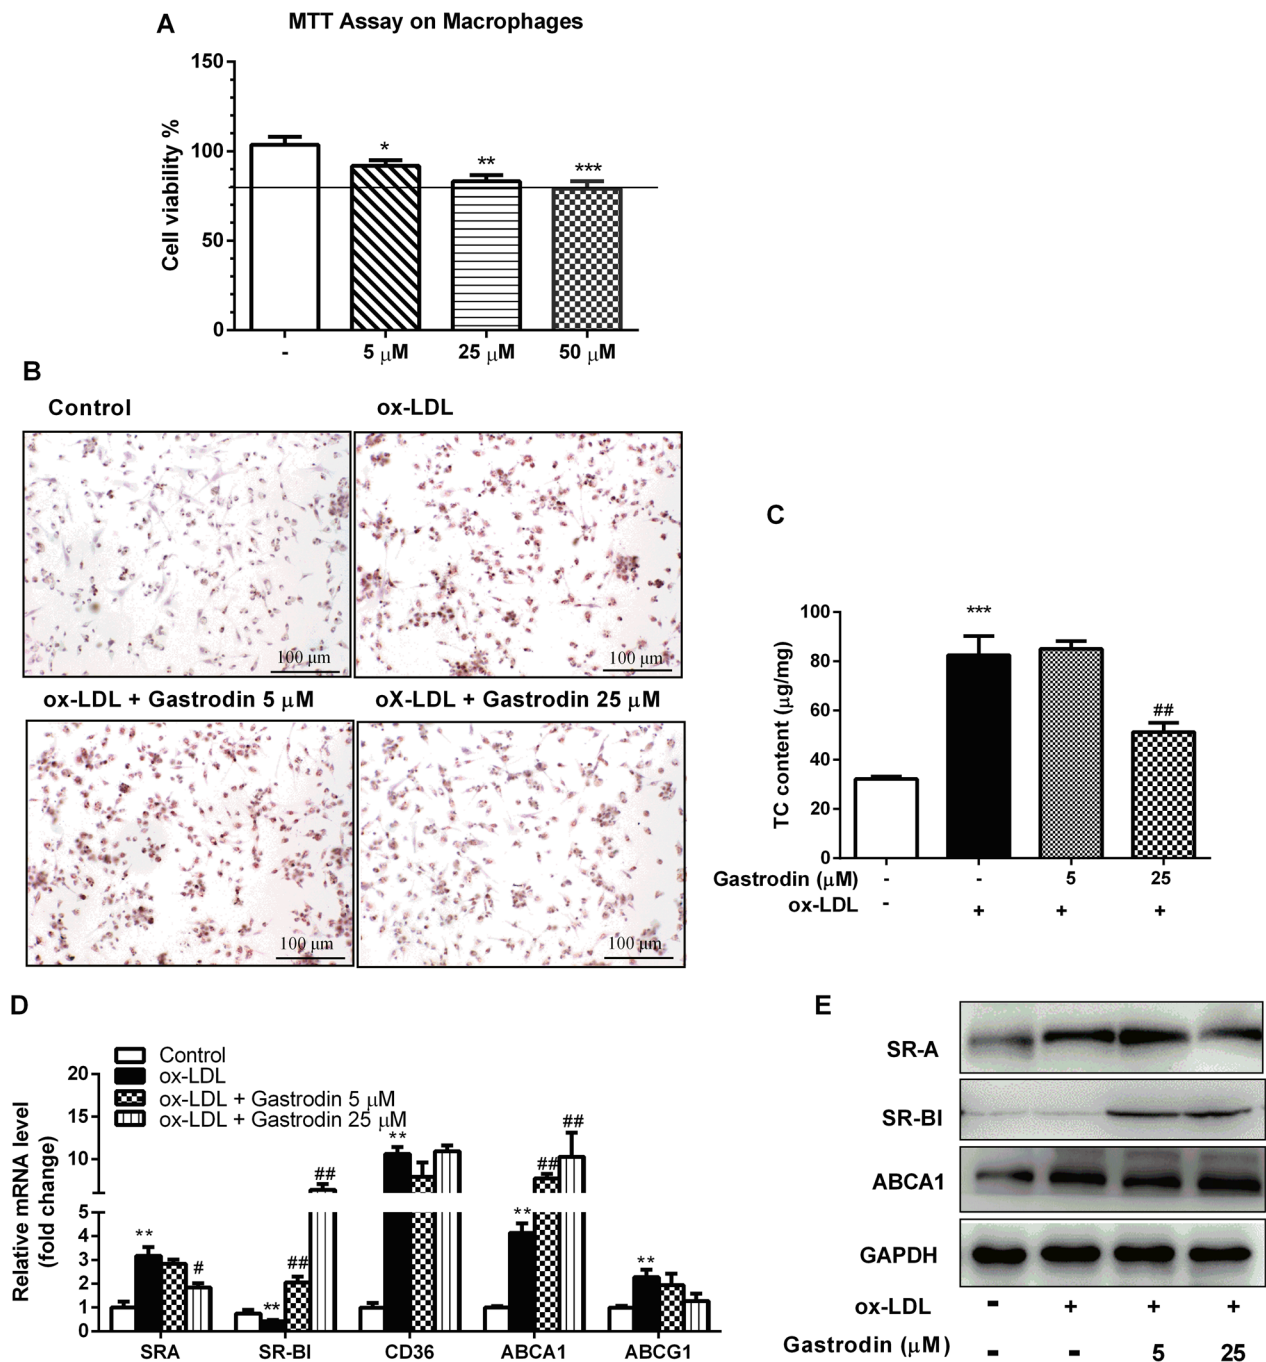 A
MTT Assay on Macrophages
150
100
50
0
Cell viability %
*
**
***
-
5 μM
25 μM
50 μM
B
Control
ox-LDL
100 μm
100 μm
ox-LDL + Gastrodin 5 μM
oX-LDL + Gastrodin 25 μM
100 μm
100 μm
C
100
80
60
40
20
0
TC content (μg/mg)
***
##
Gastrodin (μM) - - 5 25
ox-LDL - + + +
D
Control
ox-LDL
ox-LDL + Gastrodin 5 μM
ox-LDL + Gastrodin 25 μM
Relative mRNA level
(fold change)
20
15
10
5
4
3
2
1
0
**
#
**
##
##
**
**
##
##
**
SRA
SR-BI
CD36
ABCA1
ABCG1
E
SR-A
SR-BI
ABCA1
GAPDH
ox-LDL - + + +
Gastrodin (μM) - - 5 25